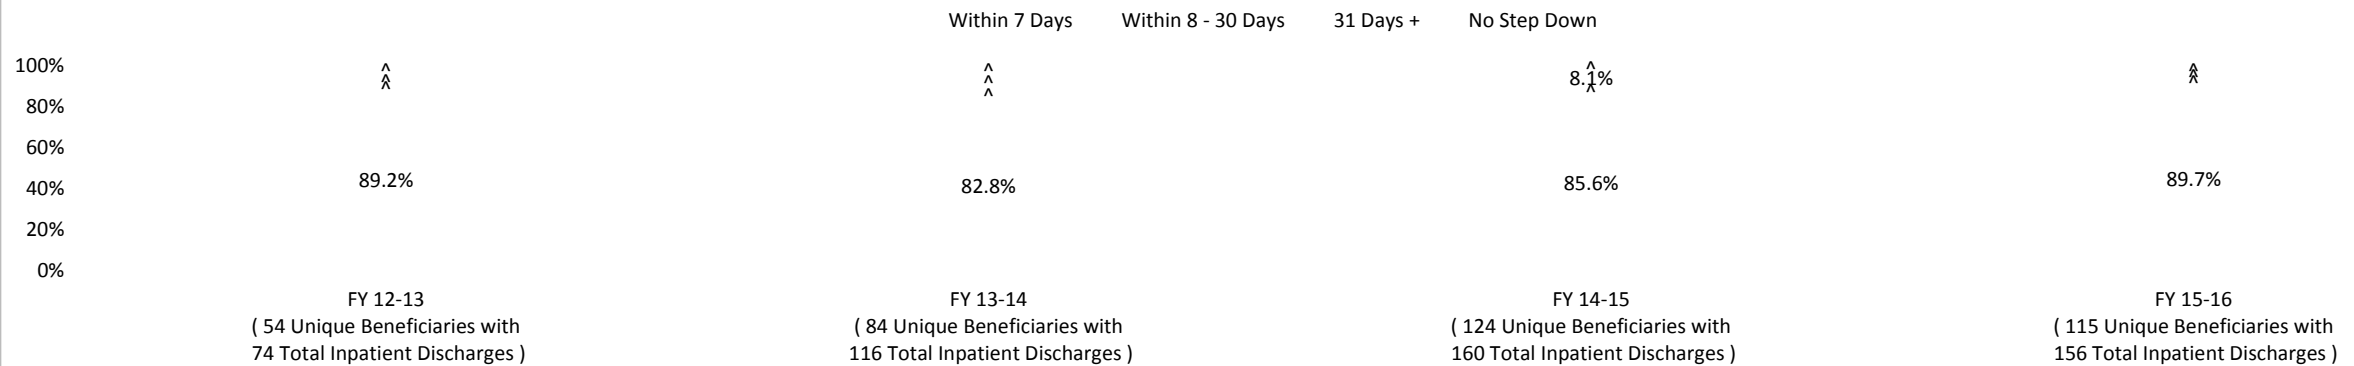 Within 7 Days Within 8 - 30 Days 31 Days + No Step Down
100% ^ ^ ^ ^
^ ^ 8.1% ^
^ ^ ^ ^
80%
60%
89.2% 82.8% 85.6% 89.7%
40%
20%
0%
FY 12-13 FY 13-14 FY 14-15 FY 15-16
( 54 Unique Beneficiaries with ( 84 Unique Beneficiaries with ( 124 Unique Beneficiaries with ( 115 Unique Beneficiaries with
74 Total Inpatient Discharges ) 116 Total Inpatient Discharges ) 160 Total Inpatient Discharges ) 156 Total Inpatient Discharges )